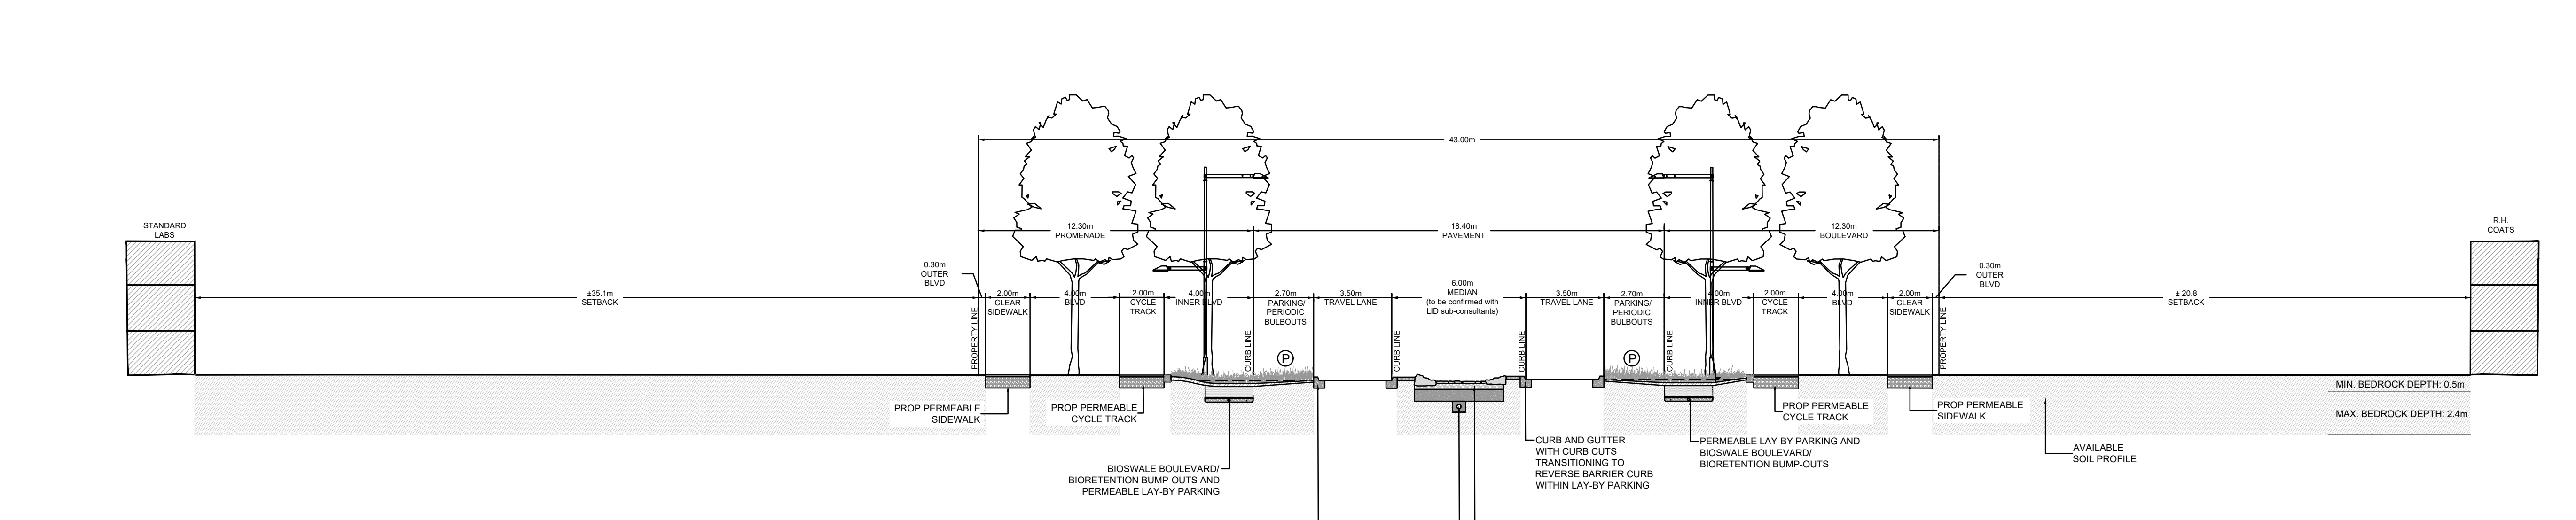 43.00m
STANDARD
LABS
R.H.
COATS
12.30m
PROMENADE
18.40m
PAVEMENT
12.30m
BOULEVARD
0.30m
OUTER
BLVD
0.30m
OUTER
BLVD
±35.1m
SETBACK
PROPERTY LINE
2.00m
CLEAR
SIDEWALK
4.00m
BLVD
2.00m
CYCLE
TRACK
4.00m
INNER BLVD
CURB LINE
2.70m
PARKING/
PERIODIC
BULBOUTS
P
3.50m
TRAVEL LANE
CURB LINE
6.00m
MEDIAN
(to be confirmed with
LID sub-consultants)
CURB LINE
3.50m
TRAVEL LANE
2.70m
PARKING/
PERIODIC
BULBOUTS
P
CURB LINE
4.00m
INNER BLVD
2.00m
CYCLE
TRACK
4.00m
BLVD
2.00m
CLEAR
SIDEWALK
PROPERTY LINE
± 20.8
SETBACK
MIN. BEDROCK DEPTH: 0.5m
MAX. BEDROCK DEPTH: 2.4m
PROP PERMEABLE
SIDEWALK
PROP PERMEABLE
CYCLE TRACK
PROP PERMEABLE
CYCLE TRACK
PROP PERMEABLE
SIDEWALK
BIOSWALE BOULEVARD/
BIORETENTION BUMP-OUTS AND
PERMEABLE LAY-BY PARKING
CURB AND GUTTER
WITH CURB CUTS
TRANSITIONING TO
REVERSE BARRIER CURB
WITHIN LAY-BY PARKING
PERMEABLE LAY-BY PARKING AND
BIOSWALE BOULEVARD/
BIORETENTION BUMP-OUTS
AVAILABLE
SOIL PROFILE